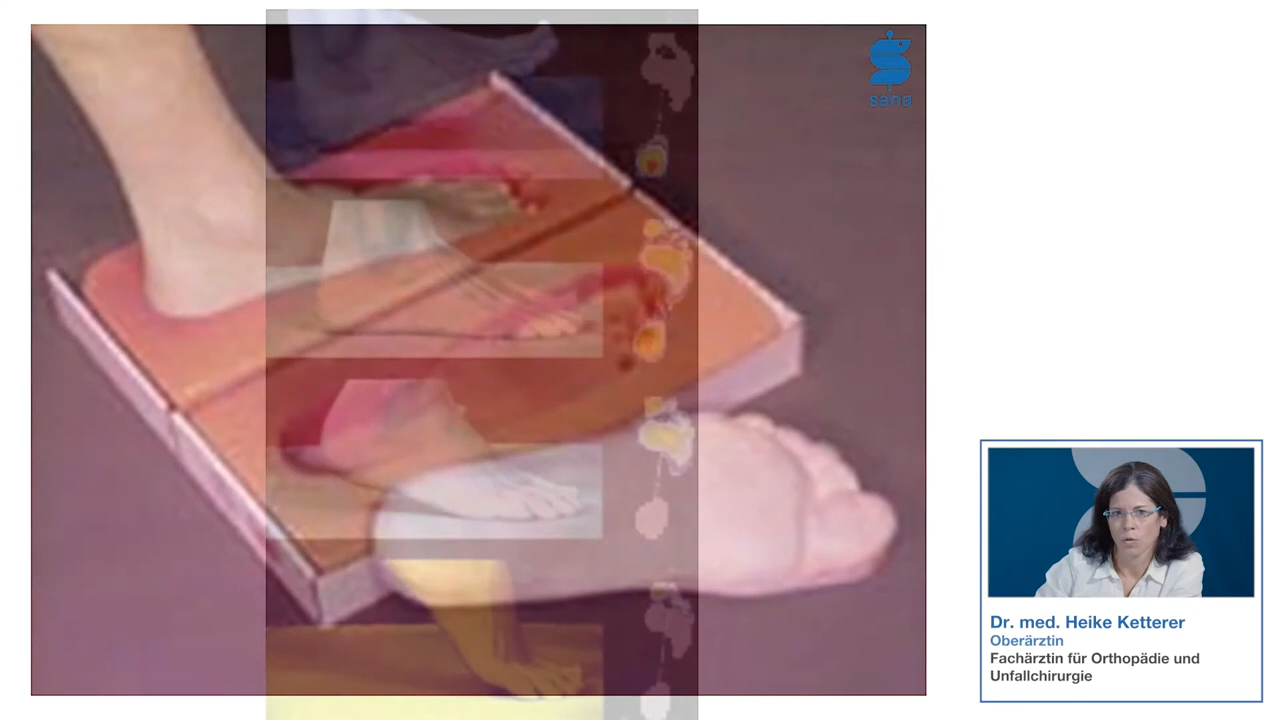 sana
Dr. med. Heike Ketterer
Oberärztin
Fachärztin für Orthopädie und
Unfallchirurgie